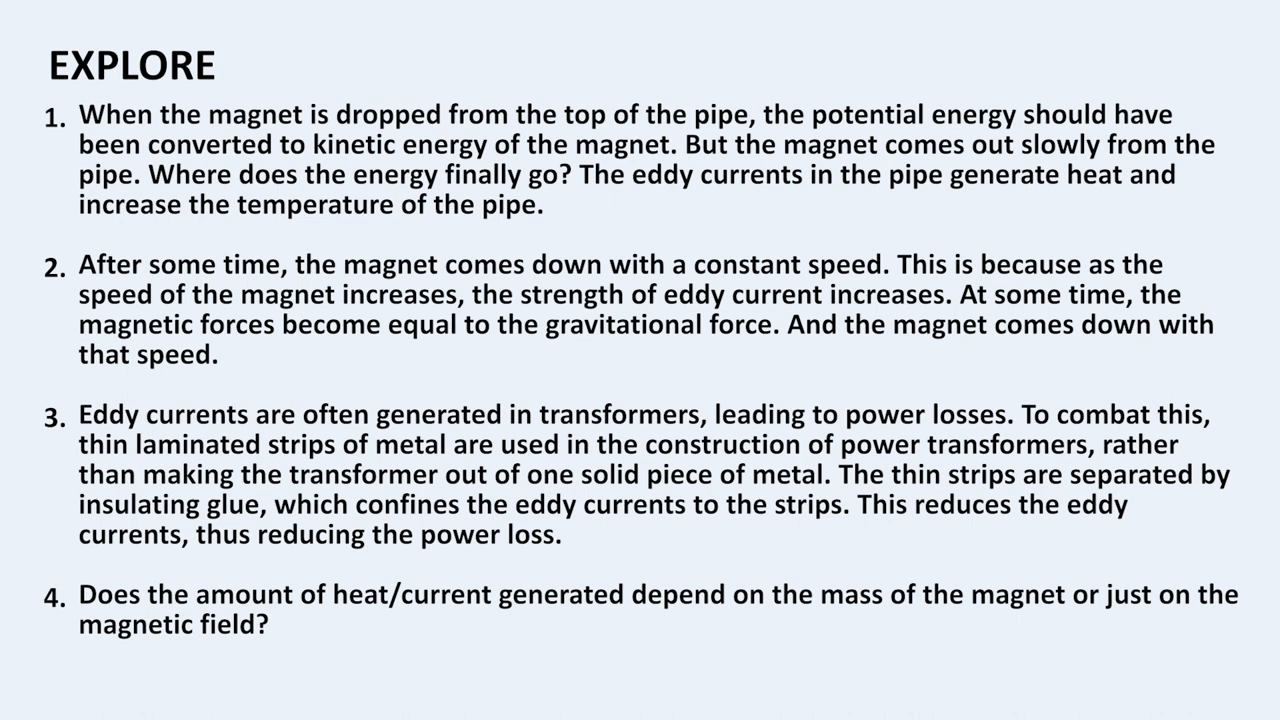 EXPLORE
1. When the magnet is dropped from the top of the pipe, the potential energy should have
been converted to kinetic energy of the magnet. But the magnet comes out slowly from the
pipe. Where does the energy finally go? The eddy currents in the pipe generate heat and
increase the temperature of the pipe.
2. After some time, the magnet comes down with a constant speed. This is because as the
speed of the magnet increases, the strength of eddy current increases. At some time, the
magnetic forces become equal to the gravitational force. And the magnet comes down with
that speed.
3. Eddy currents are often generated in transformers, leading to power losses. To combat this,
thin laminated strips of metal are used in the construction of power transformers, rather
than making the transformer out of one solid piece of metal. The thin strips are separated by
insulating glue, which confines the eddy currents to the strips. This reduces the eddy
currents, thus reducing the power loss.
4. Does the amount of heat/current generated depend on the mass of the magnet or just on the
magnetic field?